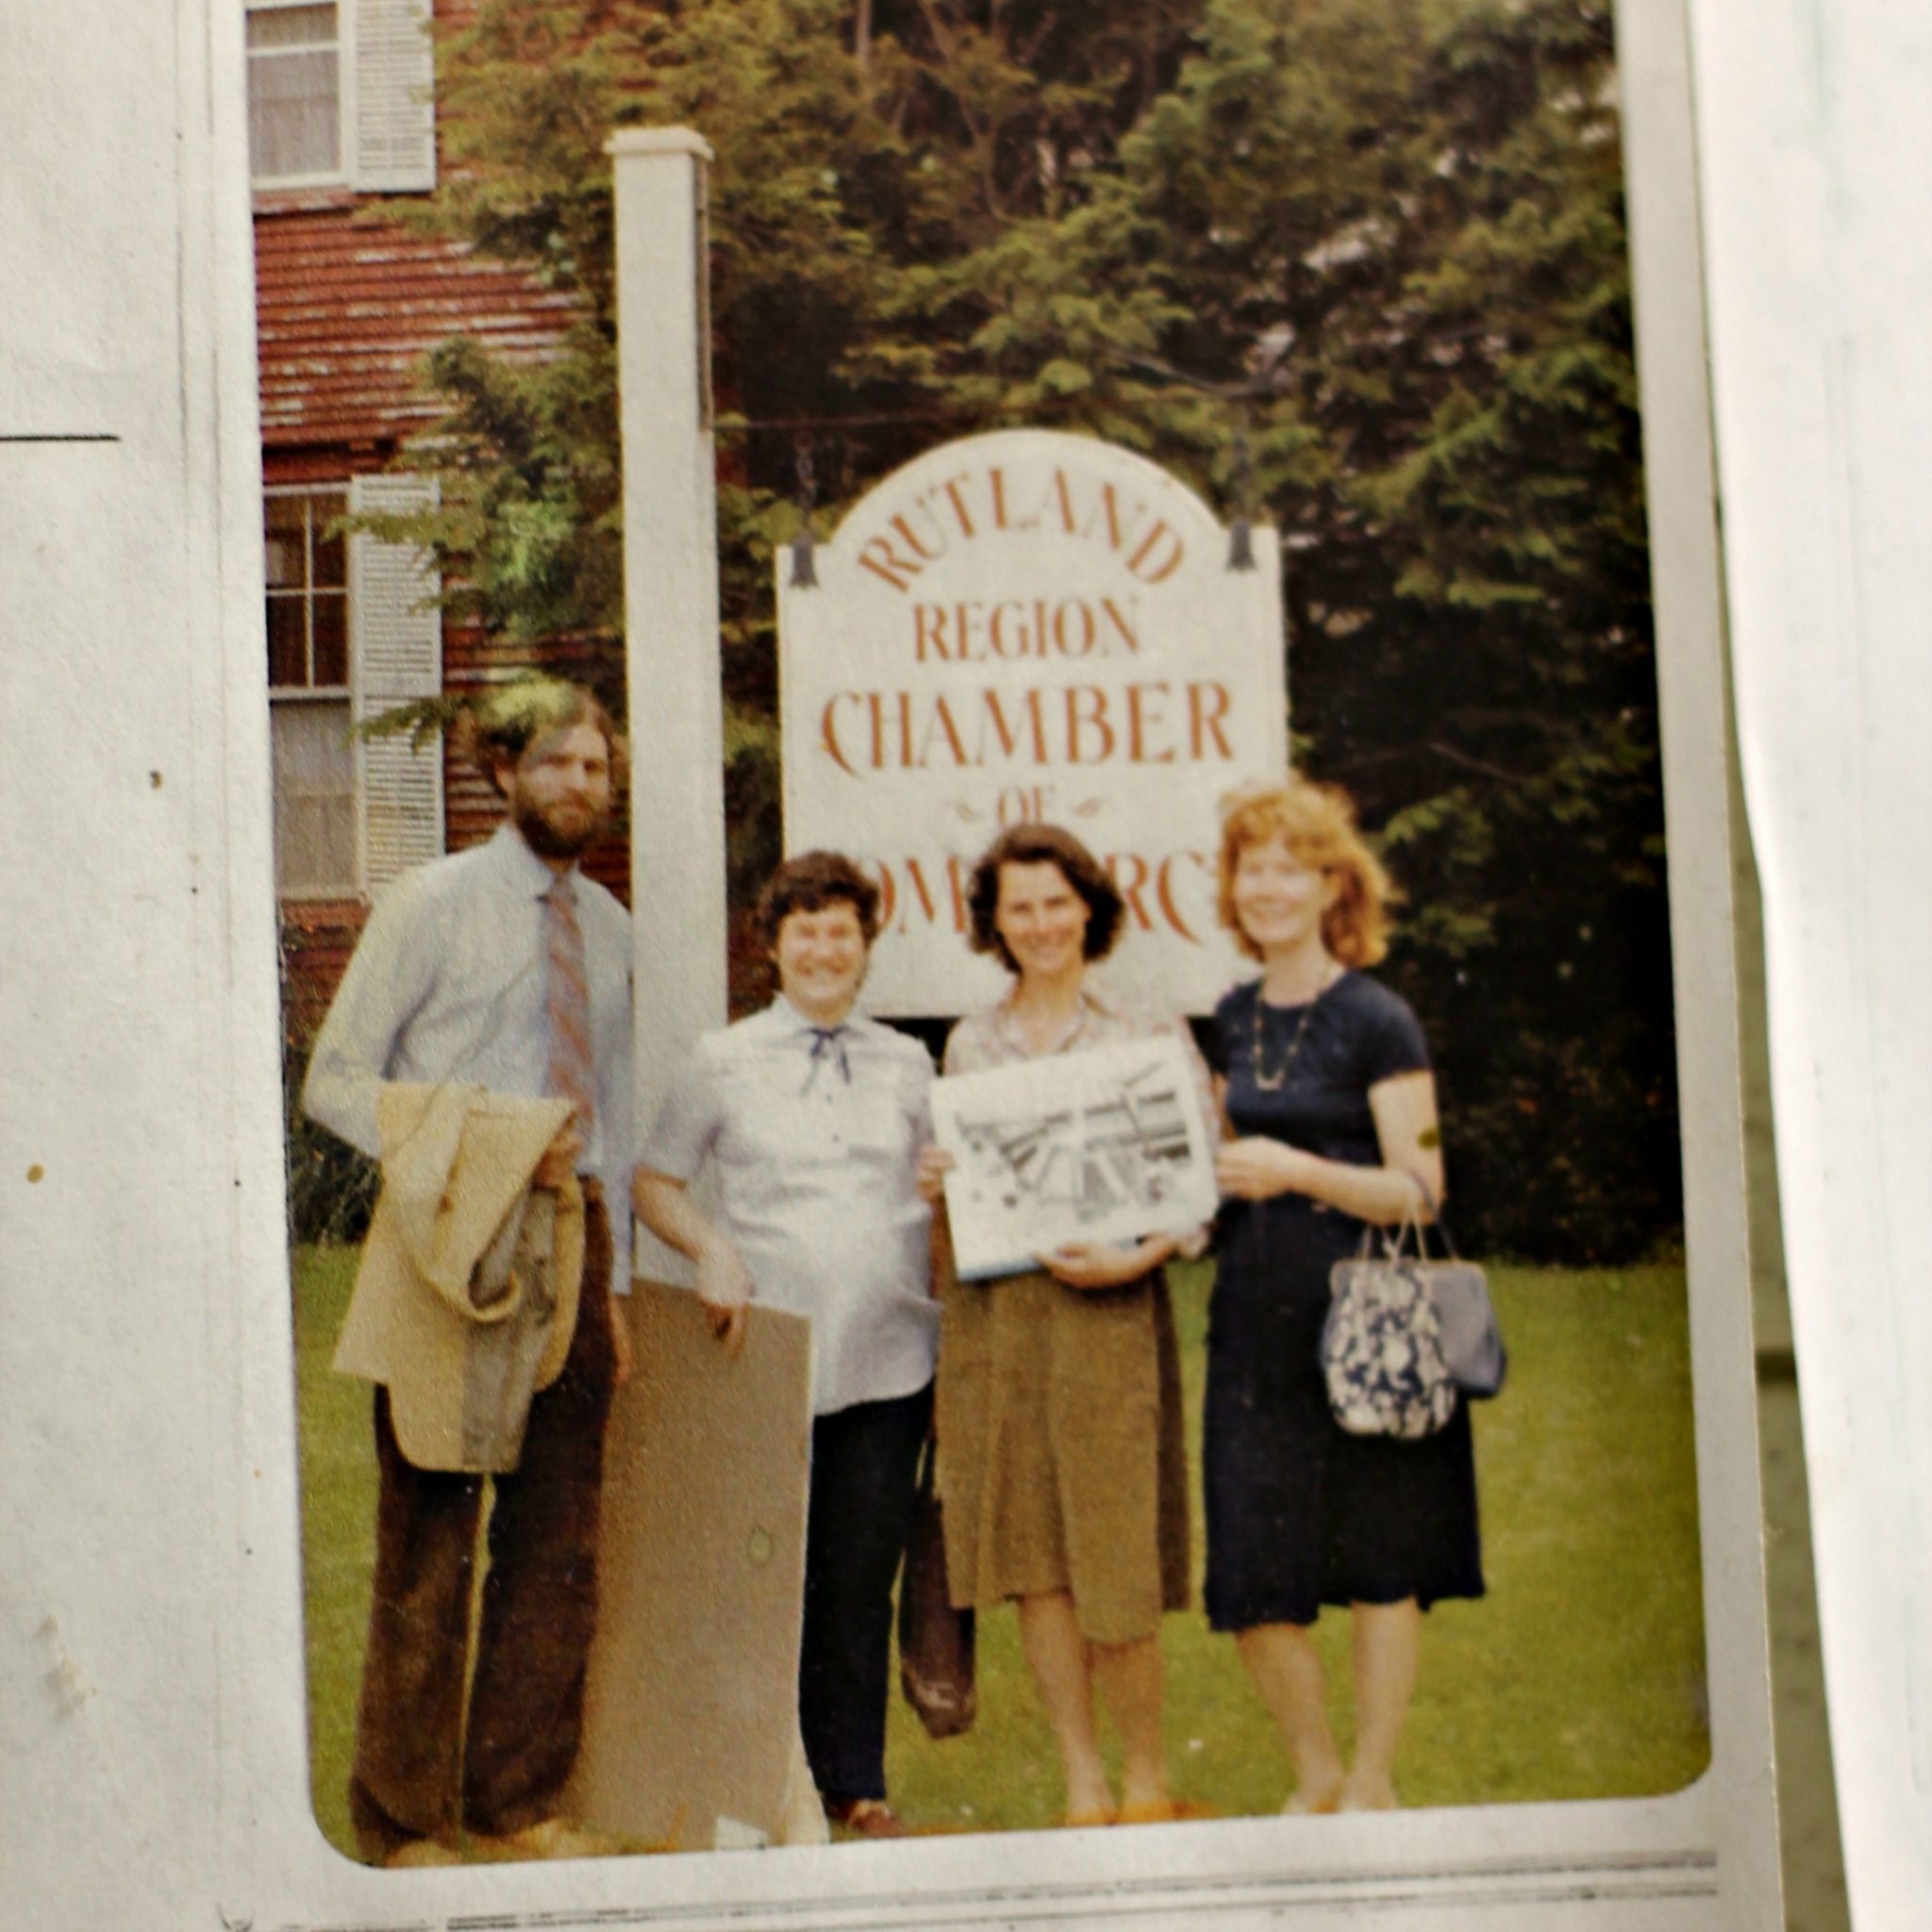 RUTLAND
REGION
CHAMBER
OF